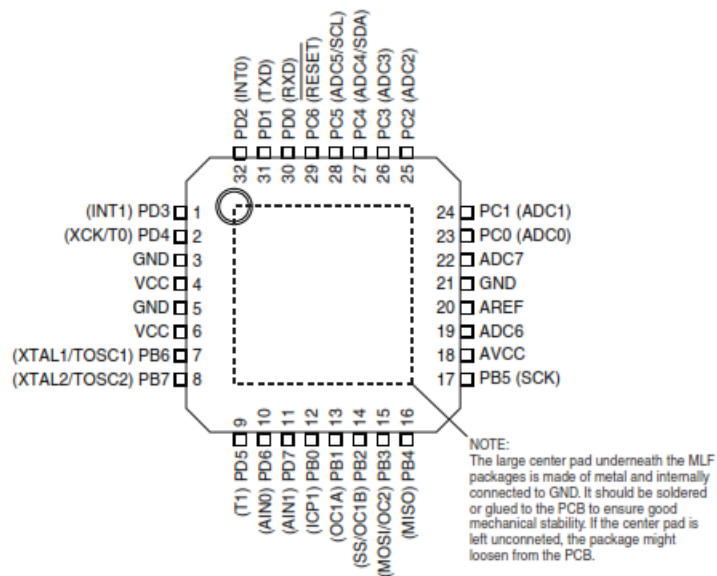 32 PD2 (INT0)
31 PD1 (TXD)
30 PD0 (RXD)
29 PC6 (RESET)
28 PC5 (ADC5/SCL)
27 PC4 (ADC4/SDA)
26 PC3 (ADC3)
25 PC2 (ADC2)
(INT1) PD3 1
(XCK/T0) PD4 2
GND 3
VCC 4
GND 5
VCC 6
(XTAL1/TOSC1) PB6 7
(XTAL2/TOSC2) PB7 8
24 PC1 (ADC1)
23 PC0 (ADC0)
22 ADC7
21 GND
20 AREF
19 ADC6
18 AVCC
17 PB5 (SCK)
(T1) PD5 9
(AIN0) PD6 10
(AIN1) PD7 11
(ICP1) PB0 12
(OC1A) PB1 13
(SS/OC1B) PB2 14
(MOSI/OC2) PB3 15
(MISO) PB4 16
NOTE:
The large center pad underneath the MLF
packages is made of metal and internally
connected to GND. It should be soldered
or glued to the PCB to ensure good
mechanical stability. If the center pad is
left unconneted, the package might
loosen from the PCB.